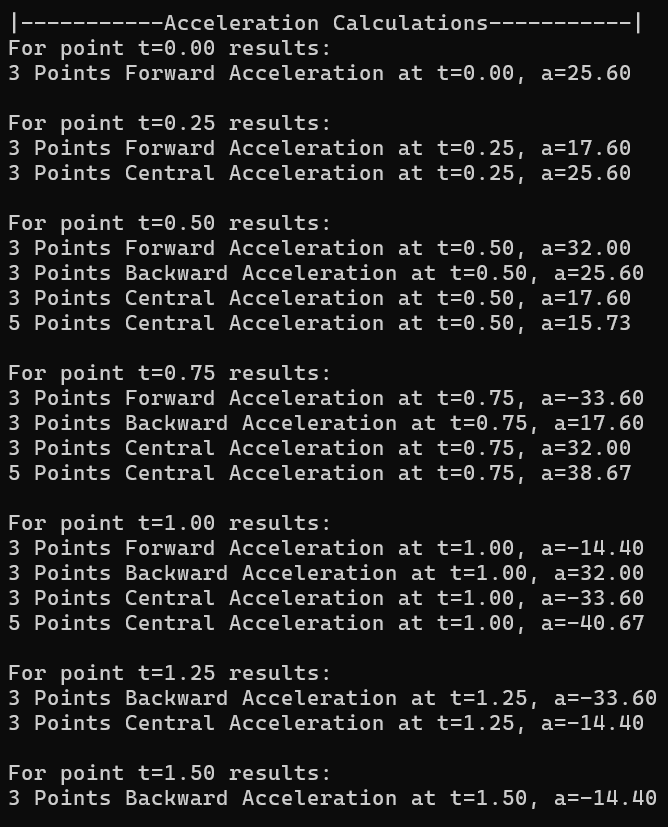 |-----------Acceleration Calculations-----------|
For point t=0.00 results:
3 Points Forward Acceleration at t=0.00, a=25.60

For point t=0.25 results:
3 Points Forward Acceleration at t=0.25, a=17.60
3 Points Central Acceleration at t=0.25, a=25.60

For point t=0.50 results:
3 Points Forward Acceleration at t=0.50, a=32.00
3 Points Backward Acceleration at t=0.50, a=25.60
3 Points Central Acceleration at t=0.50, a=17.60
5 Points Central Acceleration at t=0.50, a=15.73

For point t=0.75 results:
3 Points Forward Acceleration at t=0.75, a=-33.60
3 Points Backward Acceleration at t=0.75, a=17.60
3 Points Central Acceleration at t=0.75, a=32.00
5 Points Central Acceleration at t=0.75, a=38.67

For point t=1.00 results:
3 Points Forward Acceleration at t=1.00, a=-14.40
3 Points Backward Acceleration at t=1.00, a=32.00
3 Points Central Acceleration at t=1.00, a=-33.60
5 Points Central Acceleration at t=1.00, a=-40.67

For point t=1.25 results:
3 Points Backward Acceleration at t=1.25, a=-33.60
3 Points Central Acceleration at t=1.25, a=-14.40

For point t=1.50 results:
3 Points Backward Acceleration at t=1.50, a=-14.40